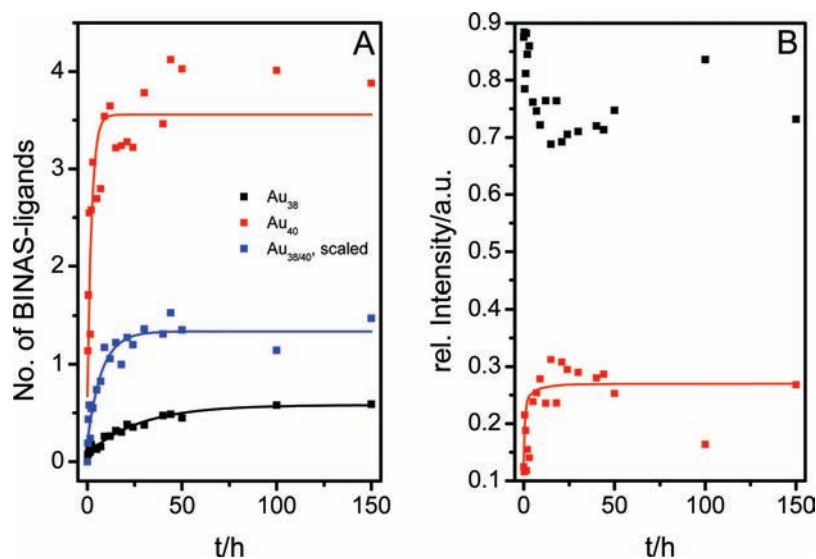 A
No. of BINAS-ligands
4
3
2
1
0
Au38
Au40
Au38/40, scaled
0 50 100 150
t/h
B
rel. Intensity/a.u.
0.9
0.8
0.7
0.6
0.5
0.4
0.3
0.2
0.1
0 50 100 150
t/h